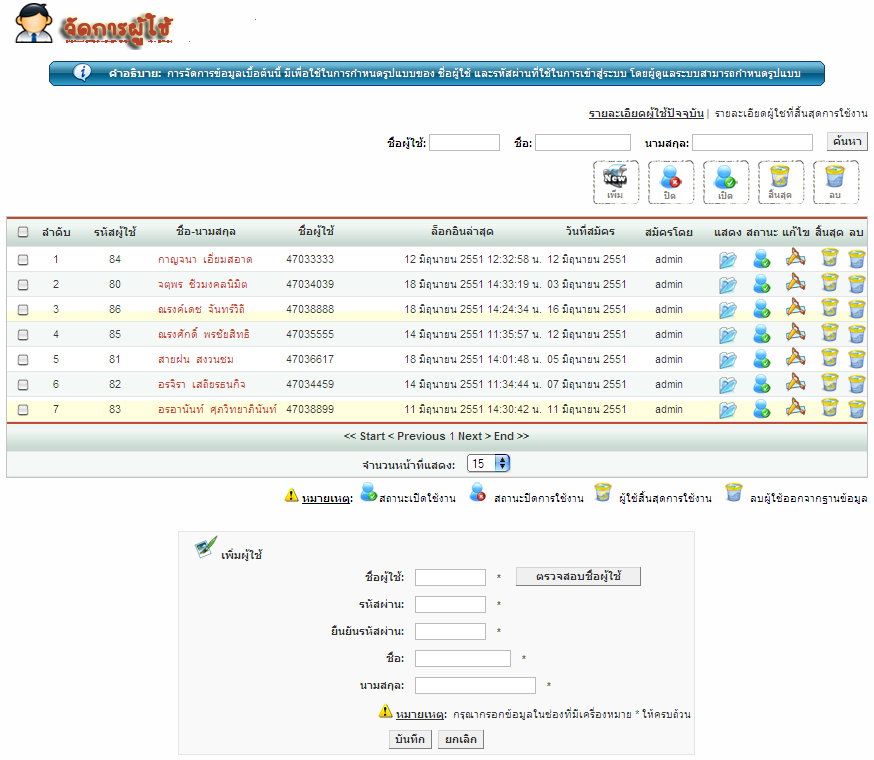 จัดการผู้ใช้
คำอธิบาย: การจัดการข้อมูลเบื้อต้นนี้ มีเพื่อใช้ในการกำหนดรูปแบบของ ชื่อผู้ใช้ และรหัสผ่านที่ใช้ในการเข้าสู่ระบบ โดยผู้ดูแลระบบสามารถกำหนดรูปแบบ
รายละเอียดผู้ใช้ปัจจุบัน | รายละเอียดผู้ใช้ที่สิ้นสุดการใช้งาน
ชื่อผู้ใช้: ชื่อ: นามสกุล: ค้นหา
New
เพิ่ม ปิด เปิด สิ้นสุด ลบ
ลำดับ รหัสผู้ใช้ ชื่อ-นามสกุล ชื่อผู้ใช้ ล็อกอินล่าสุด วันที่สมัคร สมัครโดย แสดง สถานะ แก้ไข สิ้นสุด ลบ
1 84 กาญจนา เอี่ยมสอาด 47033333 12 มิถุนายน 2551 12:32:58 น. 12 มิถุนายน 2551 admin
2 80 จตุพร ชิวมงคลนิมิต 47034039 18 มิถุนายน 2551 14:33:19 น. 03 มิถุนายน 2551 admin
3 86 ณรงค์เดช จันทร์วิถี 47038888 18 มิถุนายน 2551 14:24:34 น. 16 มิถุนายน 2551 admin
4 85 ณรงศักดิ์ พรชัยสิทธิ 47035555 14 มิถุนายน 2551 11:35:57 น. 12 มิถุนายน 2551 admin
5 81 สายฝน สงวนชม 47036617 18 มิถุนายน 2551 14:01:48 น. 05 มิถุนายน 2551 admin
6 82 อรจิรา เสถียรธนกิจ 47034459 14 มิถุนายน 2551 11:34:44 น. 07 มิถุนายน 2551 admin
7 83 อรอานันท์ ศุภวิทยาภินันท์ 47038899 11 มิถุนายน 2551 14:30:42 น. 11 มิถุนายน 2551 admin
<< Start < Previous 1 Next > End >>
จำนวนหน้าที่แสดง: 15
หมายเหตุ: สถานะเปิดใช้งาน สถานะปิดการใช้งาน ผู้ใช้สิ้นสุดการใช้งาน ลบผู้ใช้ออกจากฐานข้อมูล
เพิ่มผู้ใช้
ชื่อผู้ใช้: * ตรวจสอบชื่อผู้ใช้
รหัสผ่าน: *
ยืนยันรหัสผ่าน: *
ชื่อ: *
นามสกุล: *
หมายเหตุ: กรุณากรอกข้อมูลในช่องที่มีเครื่องหมาย * ให้ครบถ้วน
บันทึก ยกเลิก